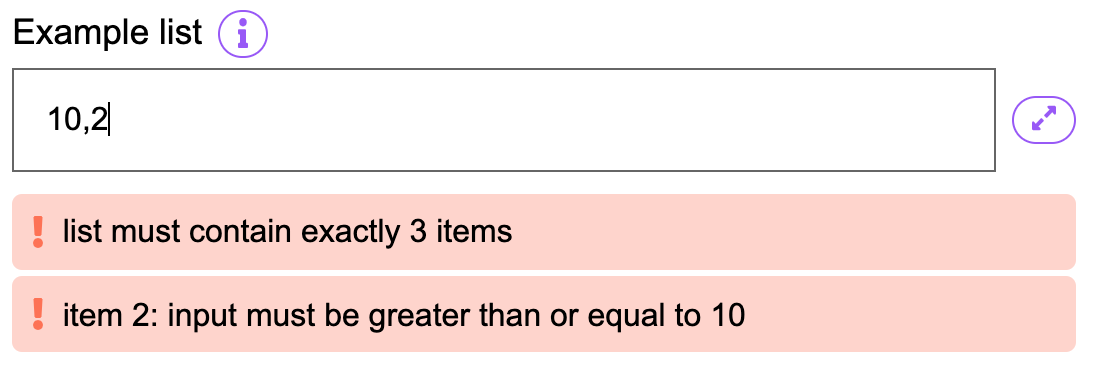 Example list
10,2
list must contain exactly 3 items
item 2: input must be greater than or equal to 10